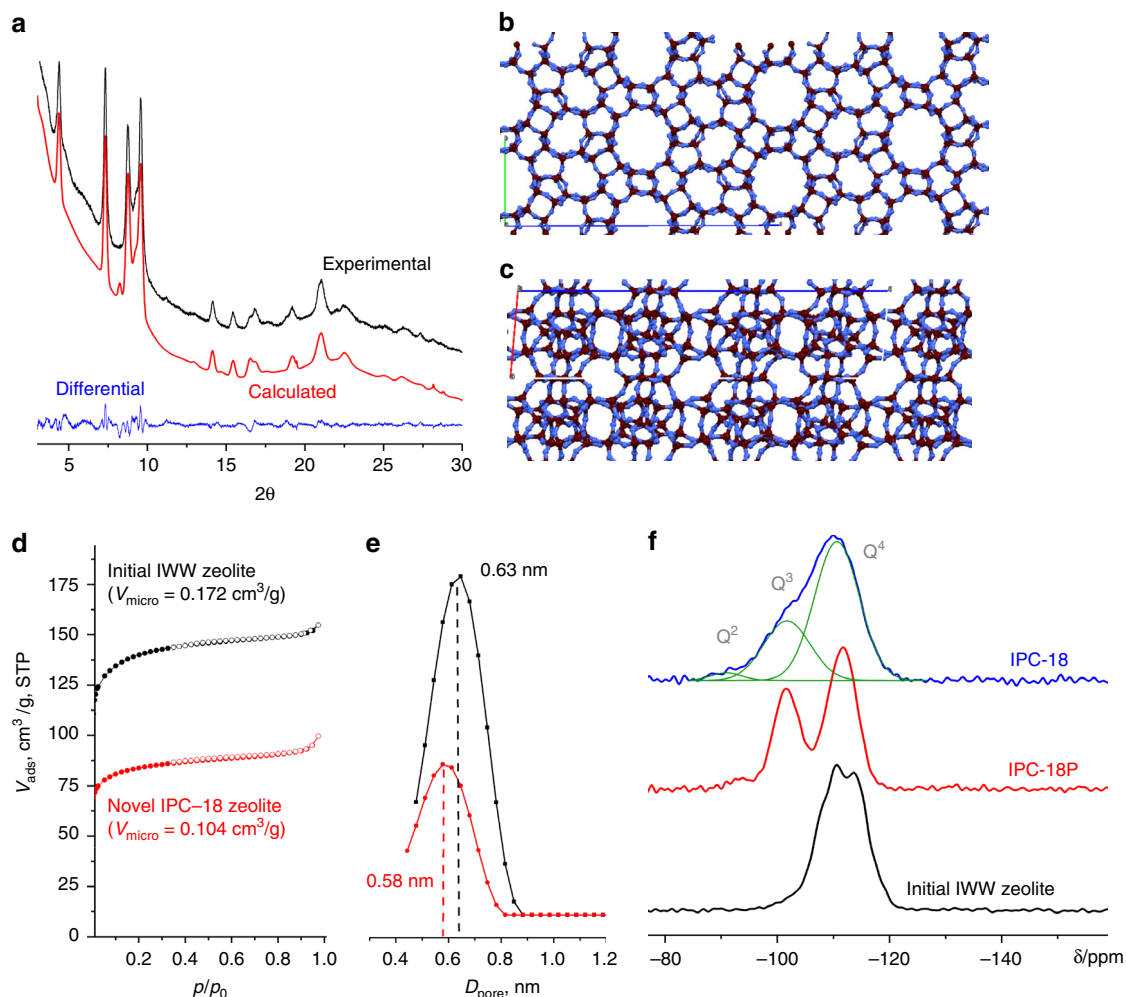 a
Experimental
Calculated
Differential
5
10
15
20
25
30
2θ
b
c
d
V_ads, cm³/g, STP
175
150
125
100
75
50
25
0
Initial IWW zeolite
(V_micro = 0.172 cm³/g)
Novel IPC–18 zeolite
(V_micro = 0.104 cm³/g)
0
0.2
0.4
0.6
0.8
1.0
p/p₀
e
0.63 nm
0.58 nm
0.4
0.6
0.8
1.0
1.2
D_pore, nm
f
Q²
Q³
Q⁴
IPC-18
IPC-18P
Initial IWW zeolite
−80
−100
−120
−140
δ/ppm